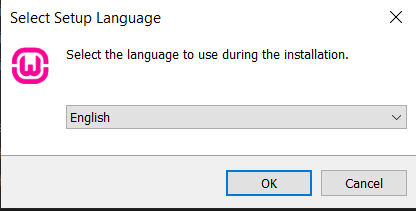 Select Setup Language
Select the language to use during the installation.
English
OK
Cancel